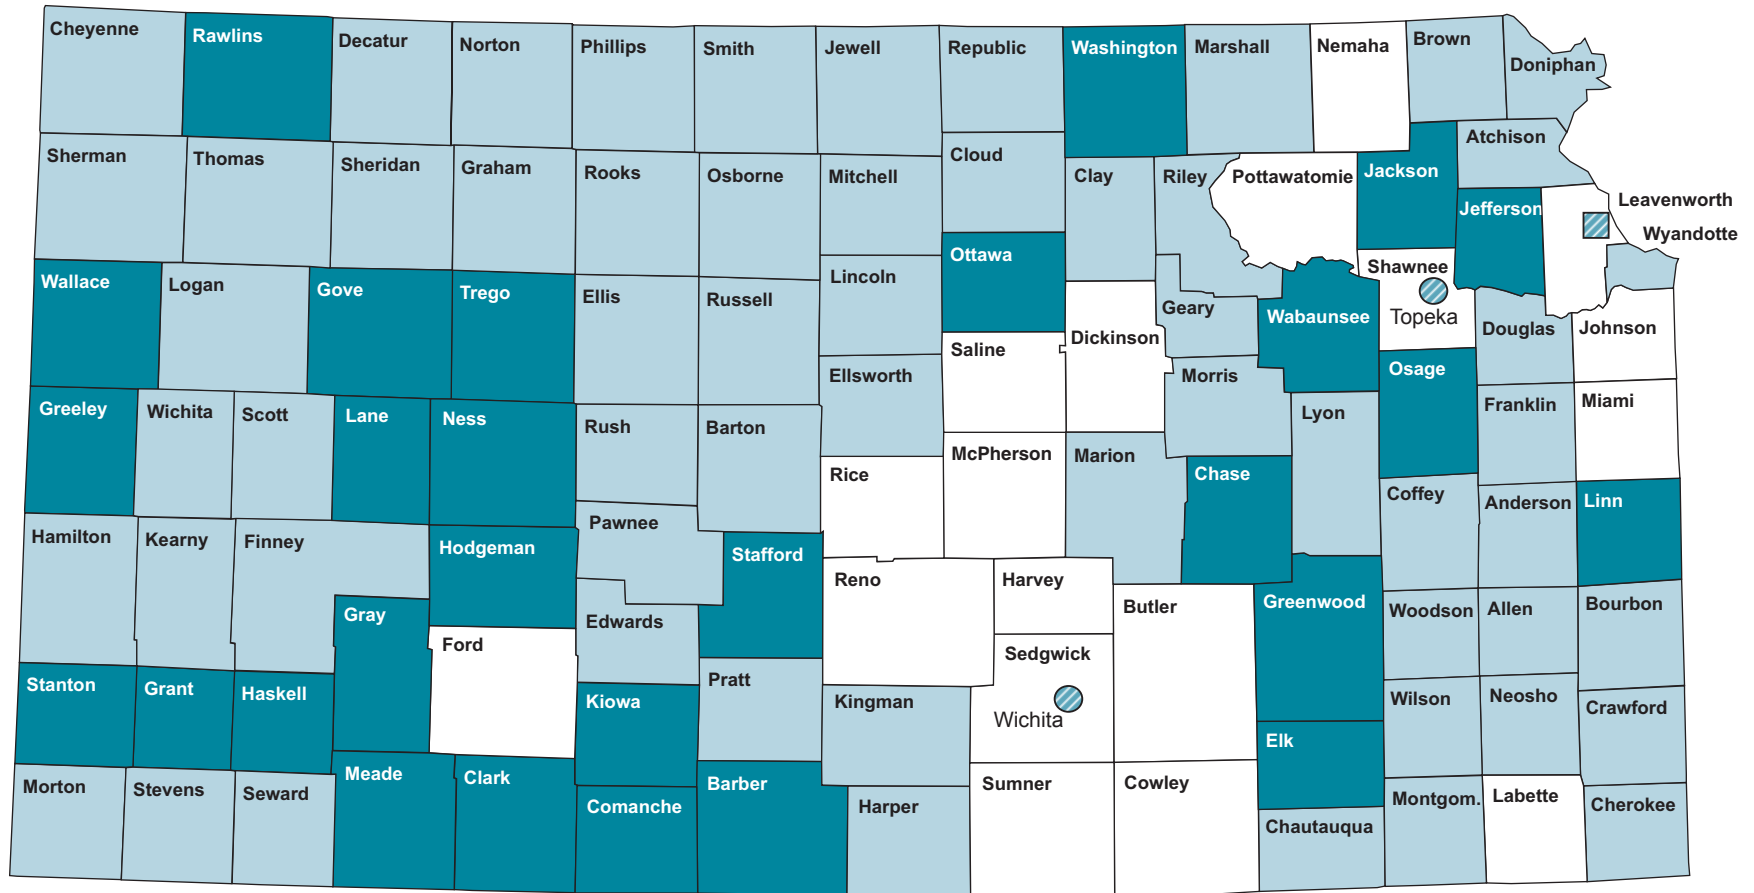 Cheyenne
Rawlins
Decatur
Norton
Phillips
Smith
Jewell
Republic
Washington
Marshall
Nemaha
Brown
Doniphan
Sherman
Thomas
Sheridan
Graham
Rooks
Osborne
Mitchell
Cloud
Clay
Riley
Pottawatomie
Jackson
Atchison
Jefferson
Leavenworth
Wyandotte
Wallace
Logan
Gove
Trego
Ellis
Russell
Lincoln
Ottawa
Geary
Wabaunsee
Shawnee
Topeka
Douglas
Johnson
Saline
Dickinson
Ellsworth
Morris
Osage
Franklin
Miami
Greeley
Wichita
Scott
Lane
Ness
Rush
Barton
Rice
McPherson
Marion
Chase
Lyon
Coffey
Anderson
Linn
Hamilton
Kearny
Finney
Hodgeman
Pawnee
Stafford
Reno
Harvey
Butler
Greenwood
Woodson
Allen
Bourbon
Gray
Ford
Edwards
Sedgwick
Wichita
Stanton
Grant
Haskell
Kiowa
Pratt
Kingman
Elk
Wilson
Neosho
Crawford
Morton
Stevens
Seward
Meade
Clark
Comanche
Barber
Harper
Sumner
Cowley
Chautauqua
Montgom.
Labette
Cherokee